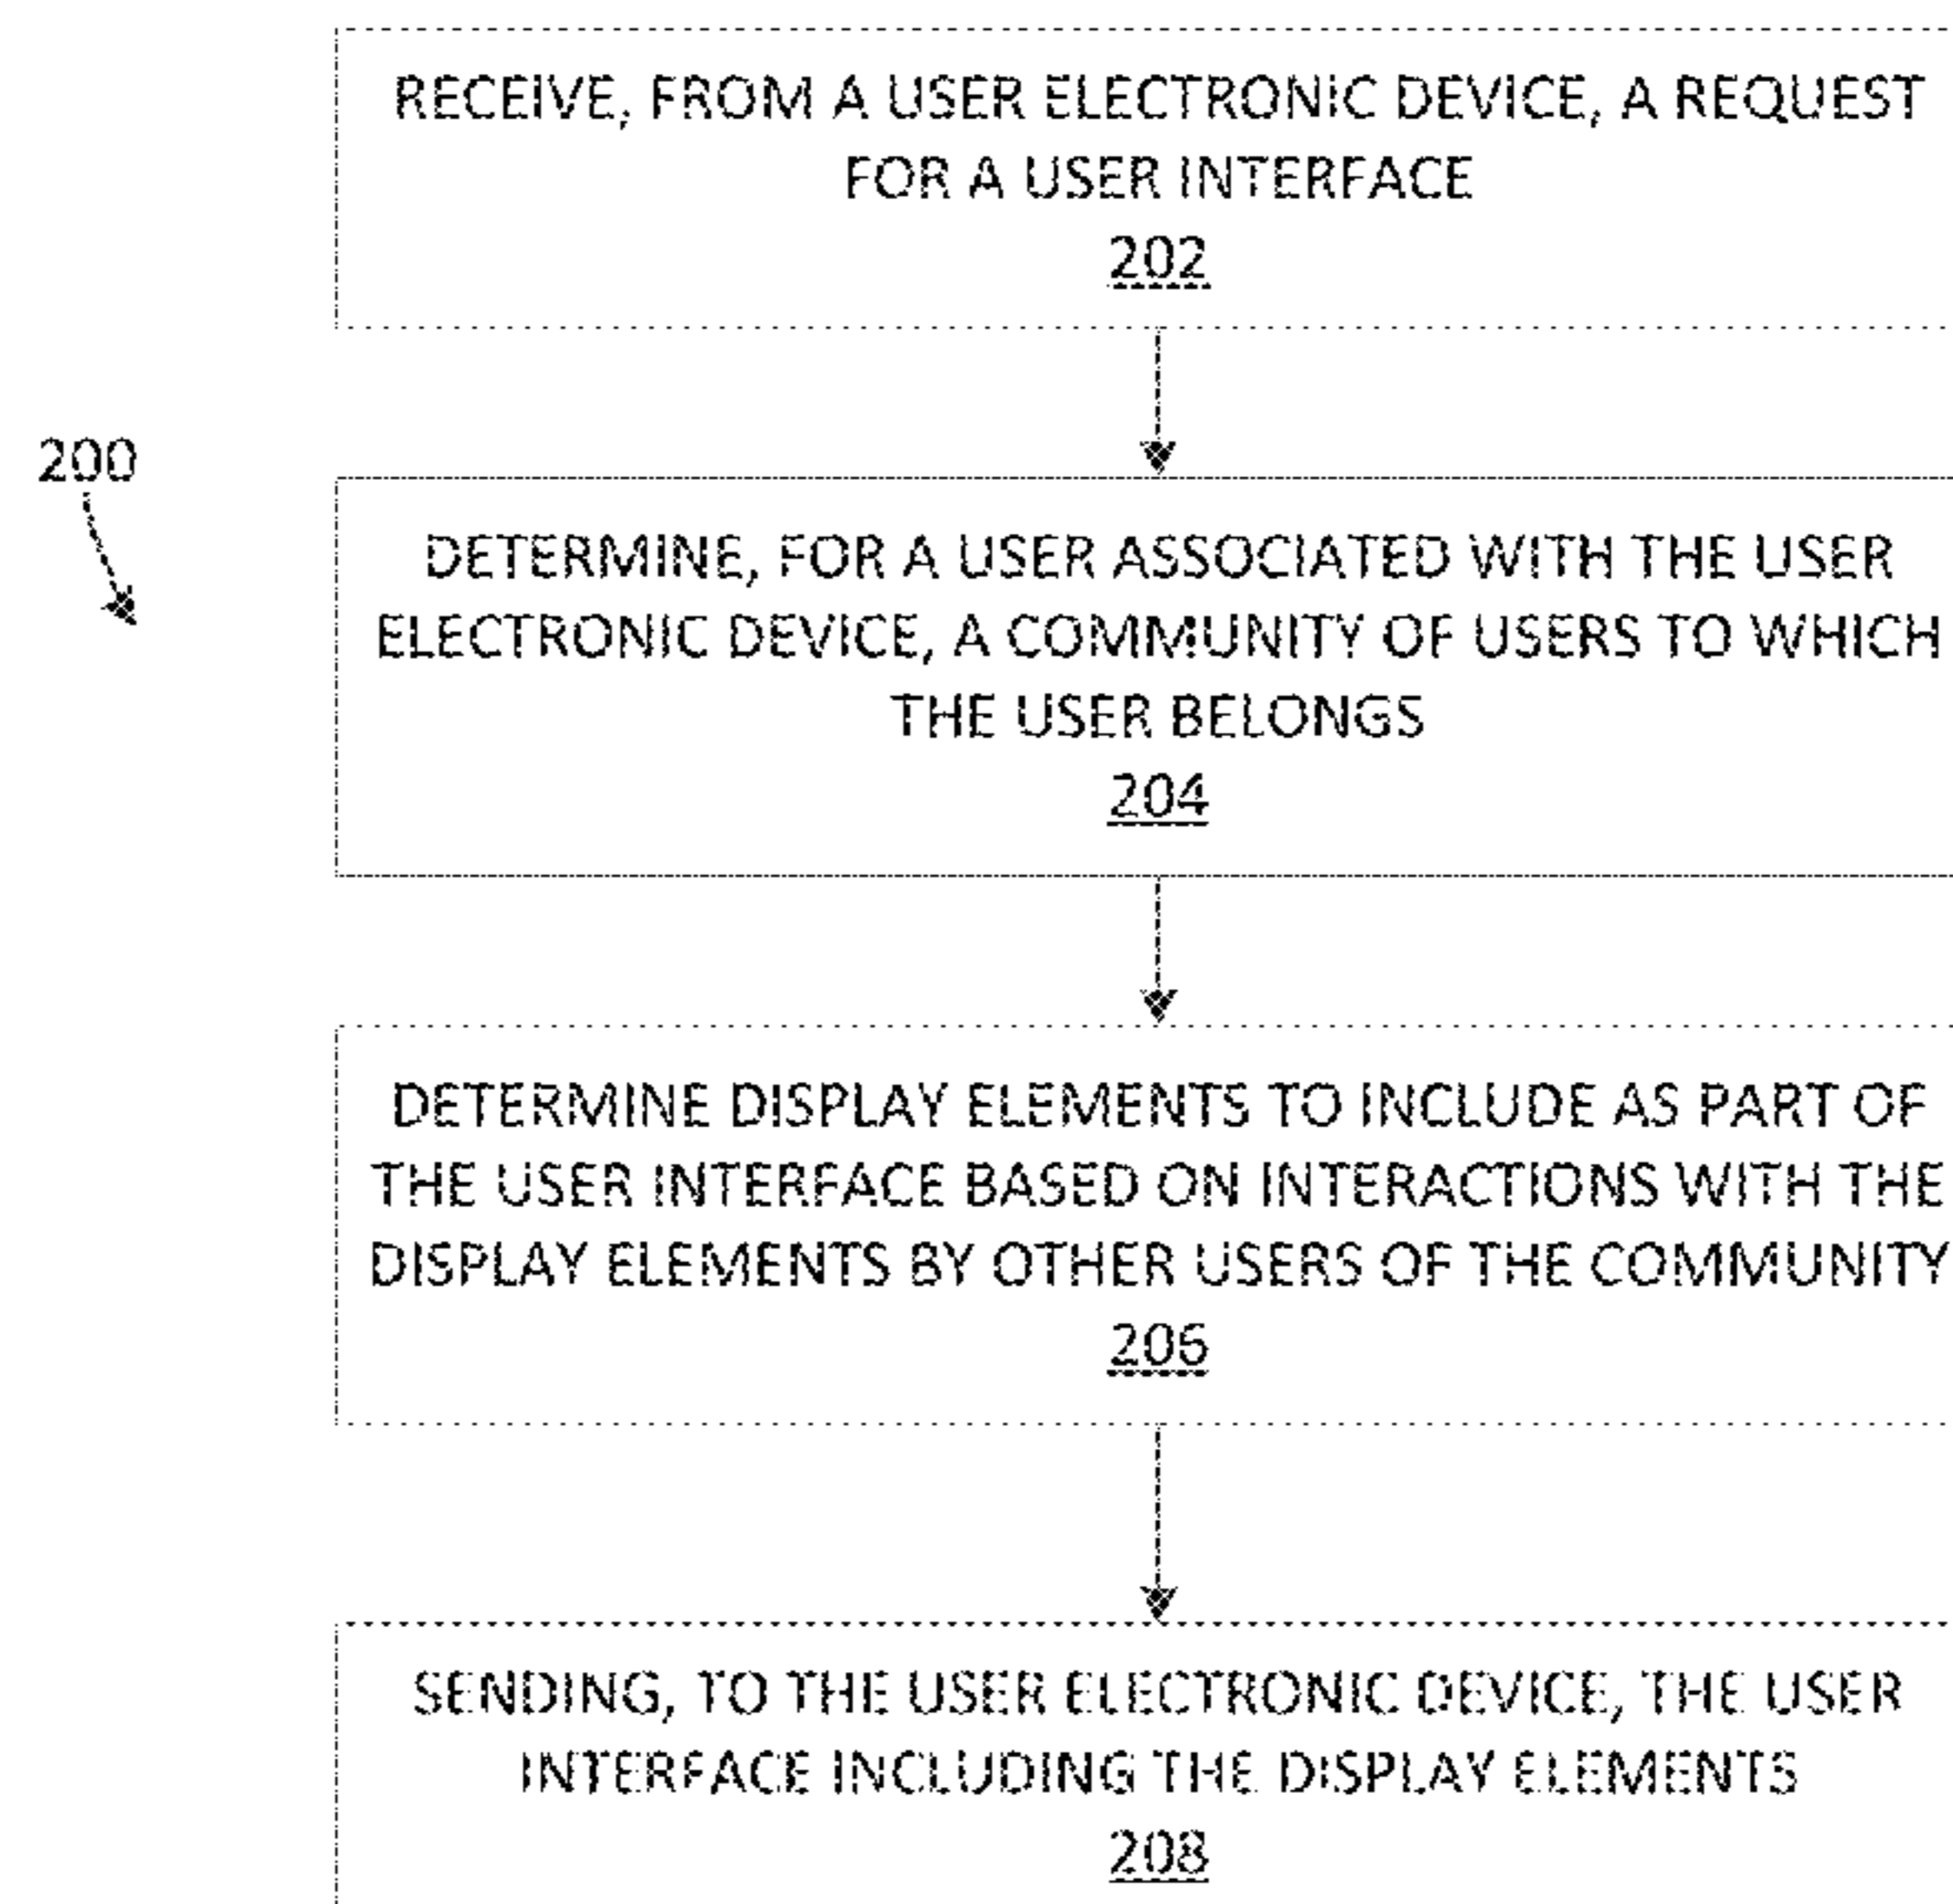 RECEIVE, FROM A USER ELECTRONIC DEVICE, A REQUEST
FOR A USER INTERFACE
202
200
DETERMINE, FOR A USER ASSOCIATED WITH THE USER
ELECTRONIC DEVICE, A COMMUNITY OF USERS TO WHICH
THE USER BELONGS
204
DETERMINE DISPLAY ELEMENTS TO INCLUDE AS PART OF
THE USER INTERFACE BASED ON INTERACTIONS WITH THE
DISPLAY ELEMENTS BY OTHER USERS OF THE COMMUNITY
206
SENDING, TO THE USER ELECTRONIC DEVICE, THE USER
INTERFACE INCLUDING THE DISPLAY ELEMENTS
208